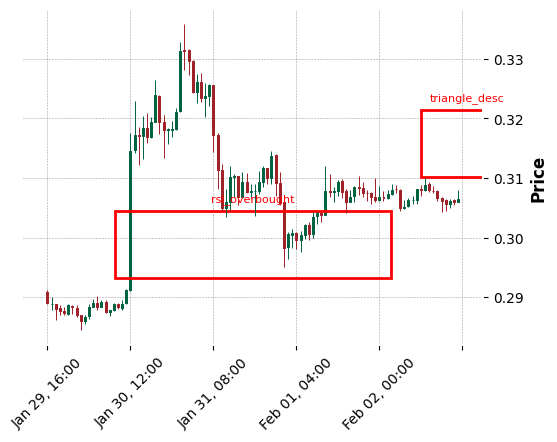 0.33
triangle_desc
0.32
0.31
Price
rsi_overbought
0.30
0.29
Jan 29, 16:00
Jan 30, 12:00
Jan 31, 08:00
Feb 01, 04:00
Feb 02, 00:00